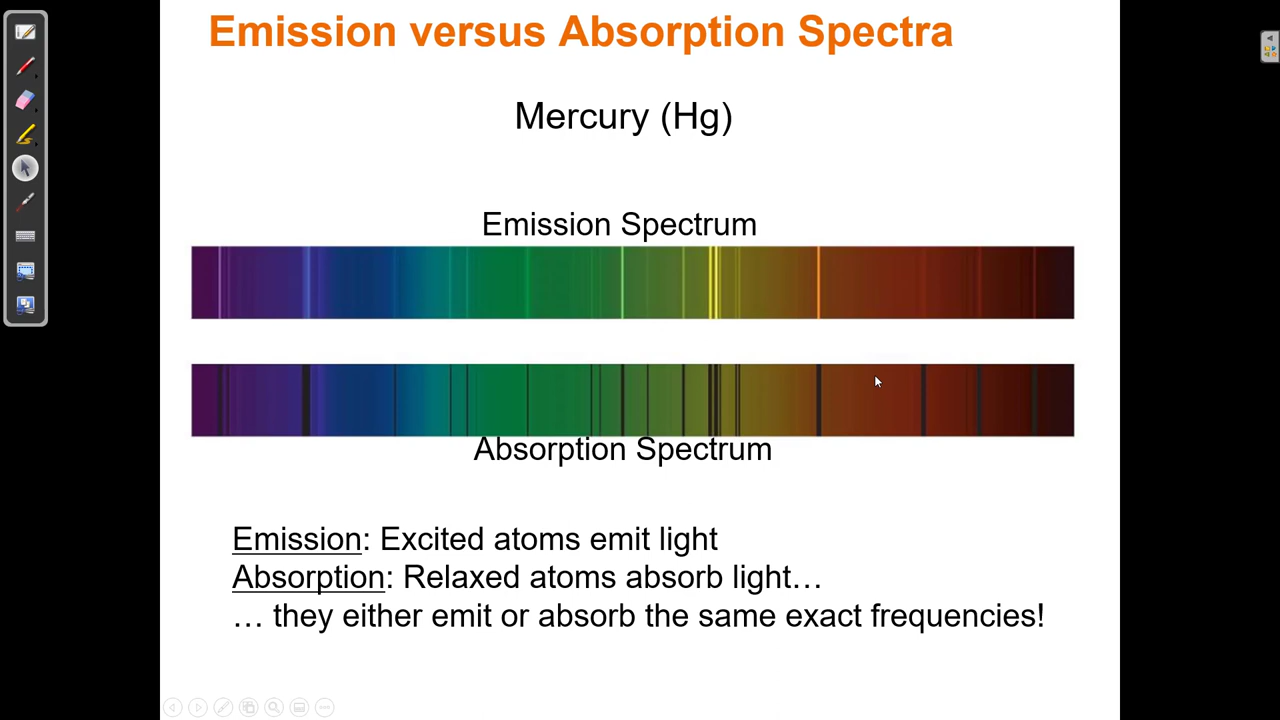 Emission versus Absorption Spectra
Mercury (Hg)
Emission Spectrum
Absorption Spectrum
Emission: Excited atoms emit light
Absorption: Relaxed atoms absorb light…
… they either emit or absorb the same exact frequencies!